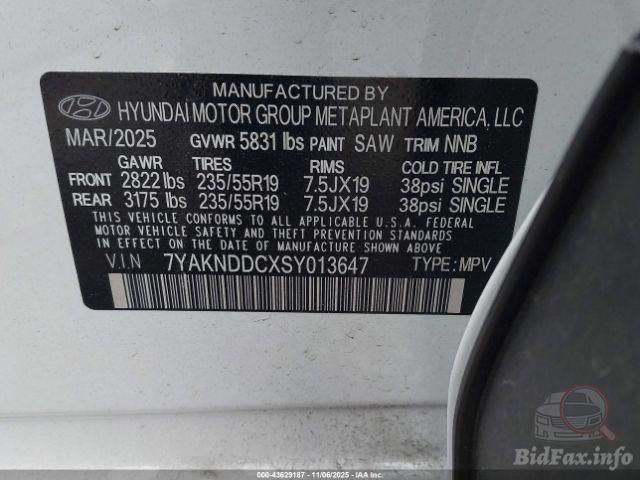 MANUFACTURED BY
HYUNDAI MOTOR GROUP METAPLANT AMERICA, LLC
MAR/2025 GVWR 5831 lbs PAINT SAW TRIM NNB
GAWR TIRES RIMS COLD TIRE INFL
FRONT 2822 lbs 235/55R19 7.5JX19 38psi SINGLE
REAR 3175 lbs 235/55R19 7.5JX19 38psi SINGLE
THIS VEHICLE CONFORMS TO ALL APPLICABLE U.S.A. FEDERAL
MOTOR VEHICLE SAFETY AND THEFT PREVENTION STANDARDS IN
EFFECT ON THE DATE OF MANUFACTURE SHOWN ABOVE.
V.I.N 7YAKNDDCXSY013647 TYPE: MPV
000-43629187 - 11/06/2025 - IAA Inc.
BidFax.info